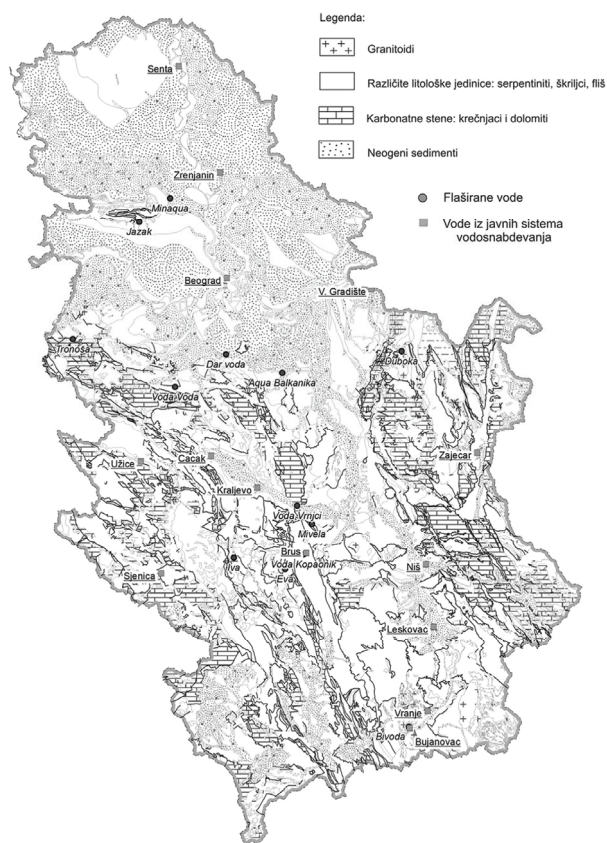 Legenda:
Granitoidi
Različite litološke jedinice: serpentiniti, škriljci, fliš
Karbonatne stene: krečnjaci i dolomiti
Neogeni sedimenti
Flaširane vode
Vode iz javnih sistema
vodosnabdevanja
Senta
Zrenjanin
Minaqua
Jazak
Beograd
V. Gradište
Tronoša
Dar voda
Duboka
Aqua Balkanika
Voda Voda
Zaječar
Čačak
Užice
Kraljevo
Voda Vrnjci
Mivela
Brus
Iva
Voda Kopaonik
Eva
Niš
Sjenica
Leskovac
Vranje
Bivoda
Bujanovac